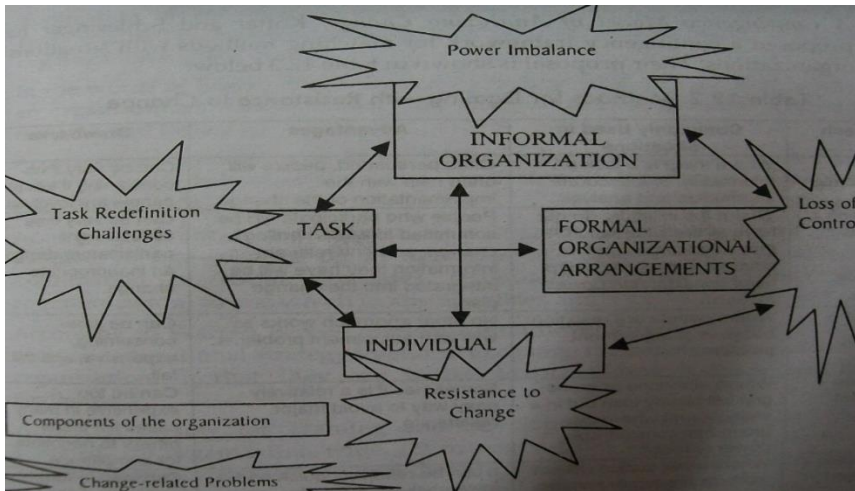 Power Imbalance
INFORMAL
ORGANIZATION
Task Redefinition
Challenges
TASK
FORMAL
ORGANIZATIONAL
ARRANGEMENTS
Loss of
Contro
INDIVIDUAL
Resistance to
Change
Components of the organization
Change-related Problems